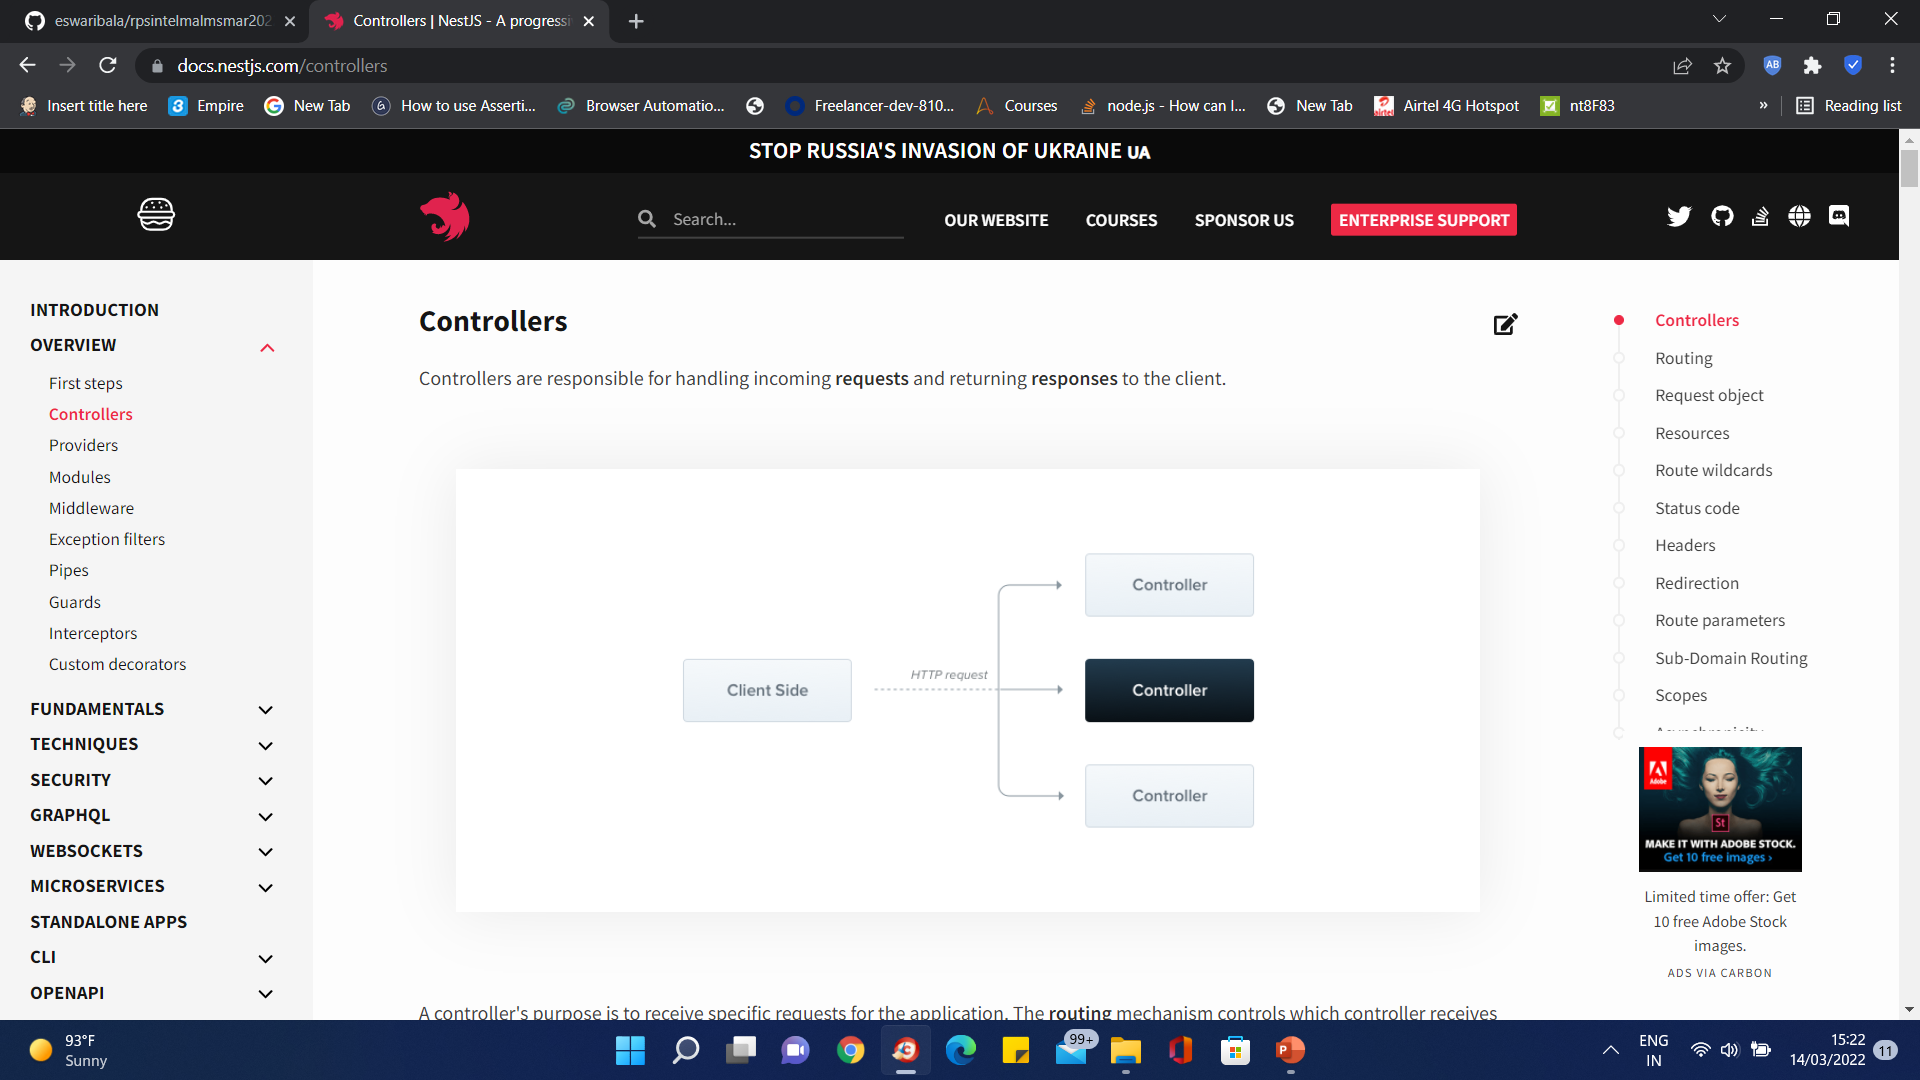 eswaribala/rpsintelmalmsmar202
Controllers | NestJS - A progressi
docs.nestjs.com/controllers
Insert title here
Empire
New Tab
How to use Asserti...
Browser Automatio...
Freelancer-dev-810...
Courses
node.js - How can I...
New Tab
Airtel 4G Hotspot
nt8F83
»
Reading list
STOP RUSSIA'S INVASION OF UKRAINE UA
Search...
OUR WEBSITE
COURSES
SPONSOR US
ENTERPRISE SUPPORT
INTRODUCTION
OVERVIEW
First steps
Controllers
Providers
Modules
Middleware
Exception filters
Pipes
Guards
Interceptors
Custom decorators
FUNDAMENTALS
TECHNIQUES
SECURITY
GRAPHQL
WEBSOCKETS
MICROSERVICES
STANDALONE APPS
CLI
OPENAPI
Controllers
Controllers are responsible for handling incoming requests and returning responses to the client.
Client Side
HTTP request
Controller
Controller
Controller
A controller's purpose is to receive specific requests for the application. The routing mechanism controls which controller receives
Controllers
Routing
Request object
Resources
Route wildcards
Status code
Headers
Redirection
Route parameters
Sub-Domain Routing
Scopes
Asynchronicity
Adobe
St
MAKE IT WITH ADOBE STOCK.
Get 10 free images ›
Limited time offer: Get
10 free Adobe Stock
images.
ADS VIA CARBON
93°F
Sunny
99+
ENG
IN
15:22
14/03/2022
11